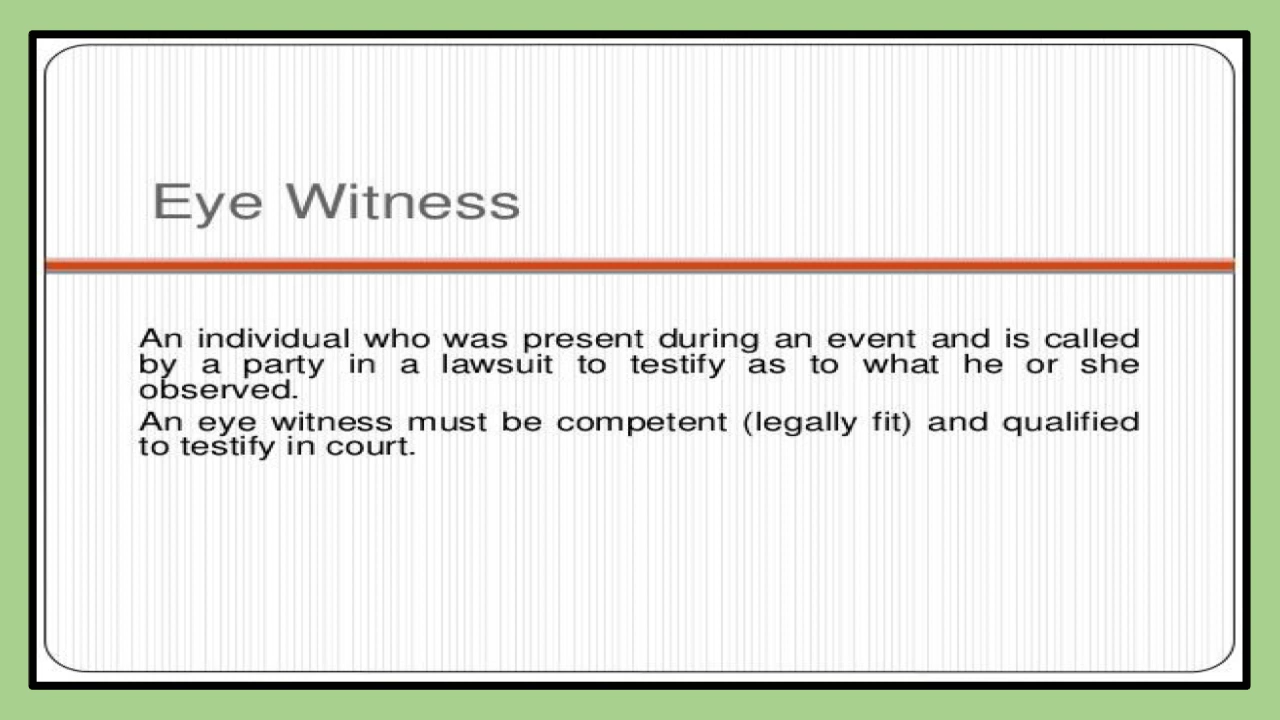 Eye Witness
An individual who was present during an event and is called
by a party in a lawsuit to testify as to what he or she
observed.
An eye witness must be competent (legally fit) and qualified
to testify in court.